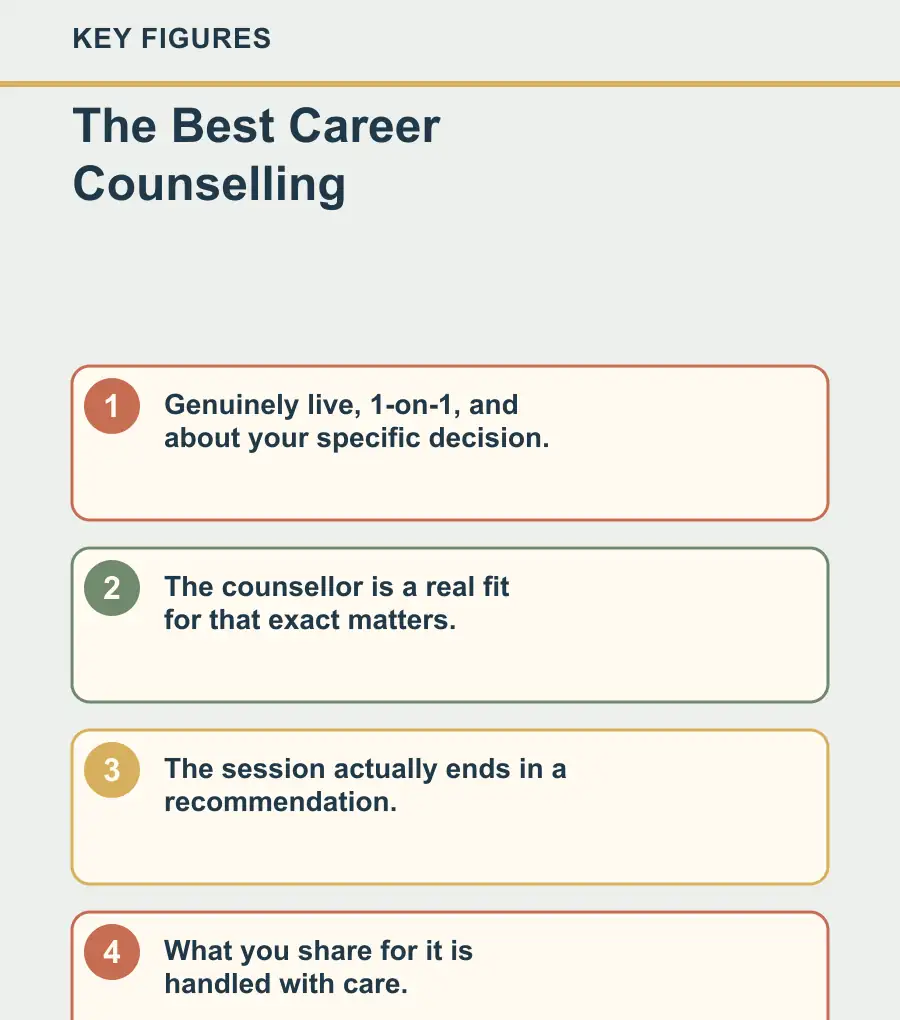 KEY FIGURES
The Best Career
Counselling
1
Genuinely live, 1-on-1, and
about your specific decision.
2
The counsellor is a real fit
for that exact matters.
3
The session actually ends in a
recommendation.
4
What you share for it is
handled with care.